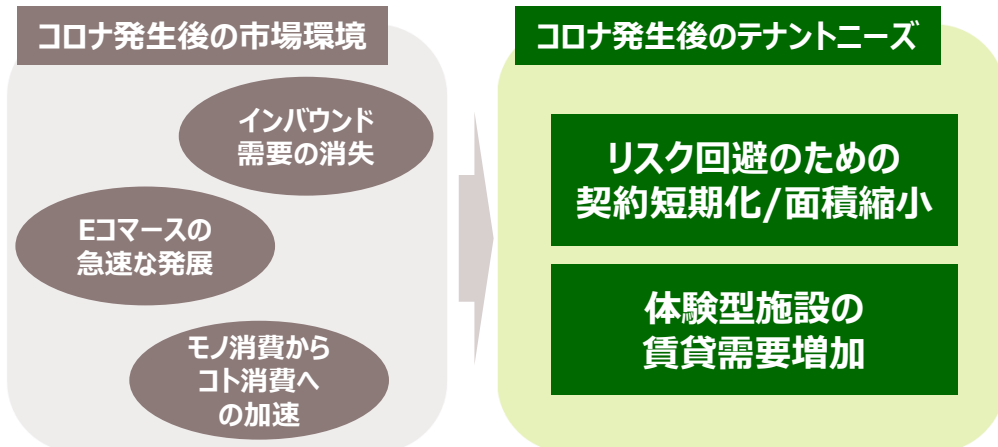 コロナ発生後の市場環境
インバウンド
需要の消失
Eコマースの
急速な発展
モノ消費から
コト消費へ
の加速
コロナ発生後のテナントニーズ
リスク回避のための
契約短期化/面積縮小
体験型施設の
賃貸需要増加